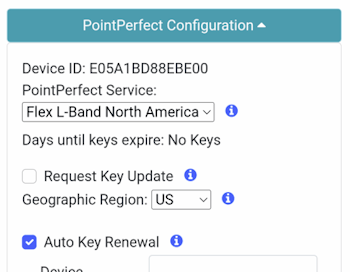 PointPerfect Configuration
Device ID: E05A1BD88EBE00
PointPerfect Service:
Flex L-Band North America
Days until keys expire: No Keys
Request Key Update
Geographic Region: US
Auto Key Renewal
Device